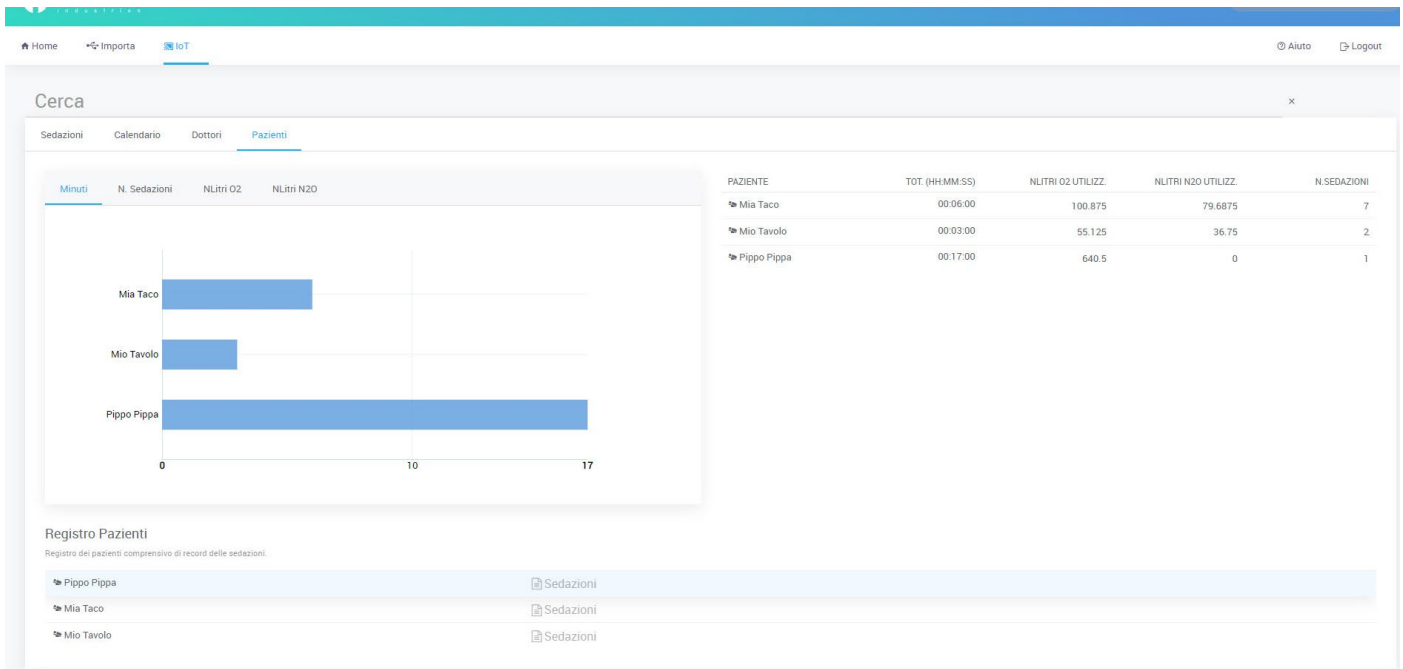 industries
Home Importa IoT Aiuto Logout
Cerca ×
Sedazioni Calendario Dottori Pazienti
Minuti N. Sedazioni NLitri O2 NLitri N2O
Mia Taco
Mio Tavolo
Pippo Pippa
0 10 17
PAZIENTE TOT. (HH:MM:SS) NLITRI O2 UTILIZZ. NLITRI N2O UTILIZZ. N.SEDAZIONI
Mia Taco 00:06:00 100.875 79.6875 7
Mio Tavolo 00:03:00 55.125 36.75 2
Pippo Pippa 00:17:00 640.5 0 1
Registro Pazienti
Registro dei pazienti comprensivo di record delle sedazioni.
Pippo Pippa Sedazioni
Mia Taco Sedazioni
Mio Tavolo Sedazioni